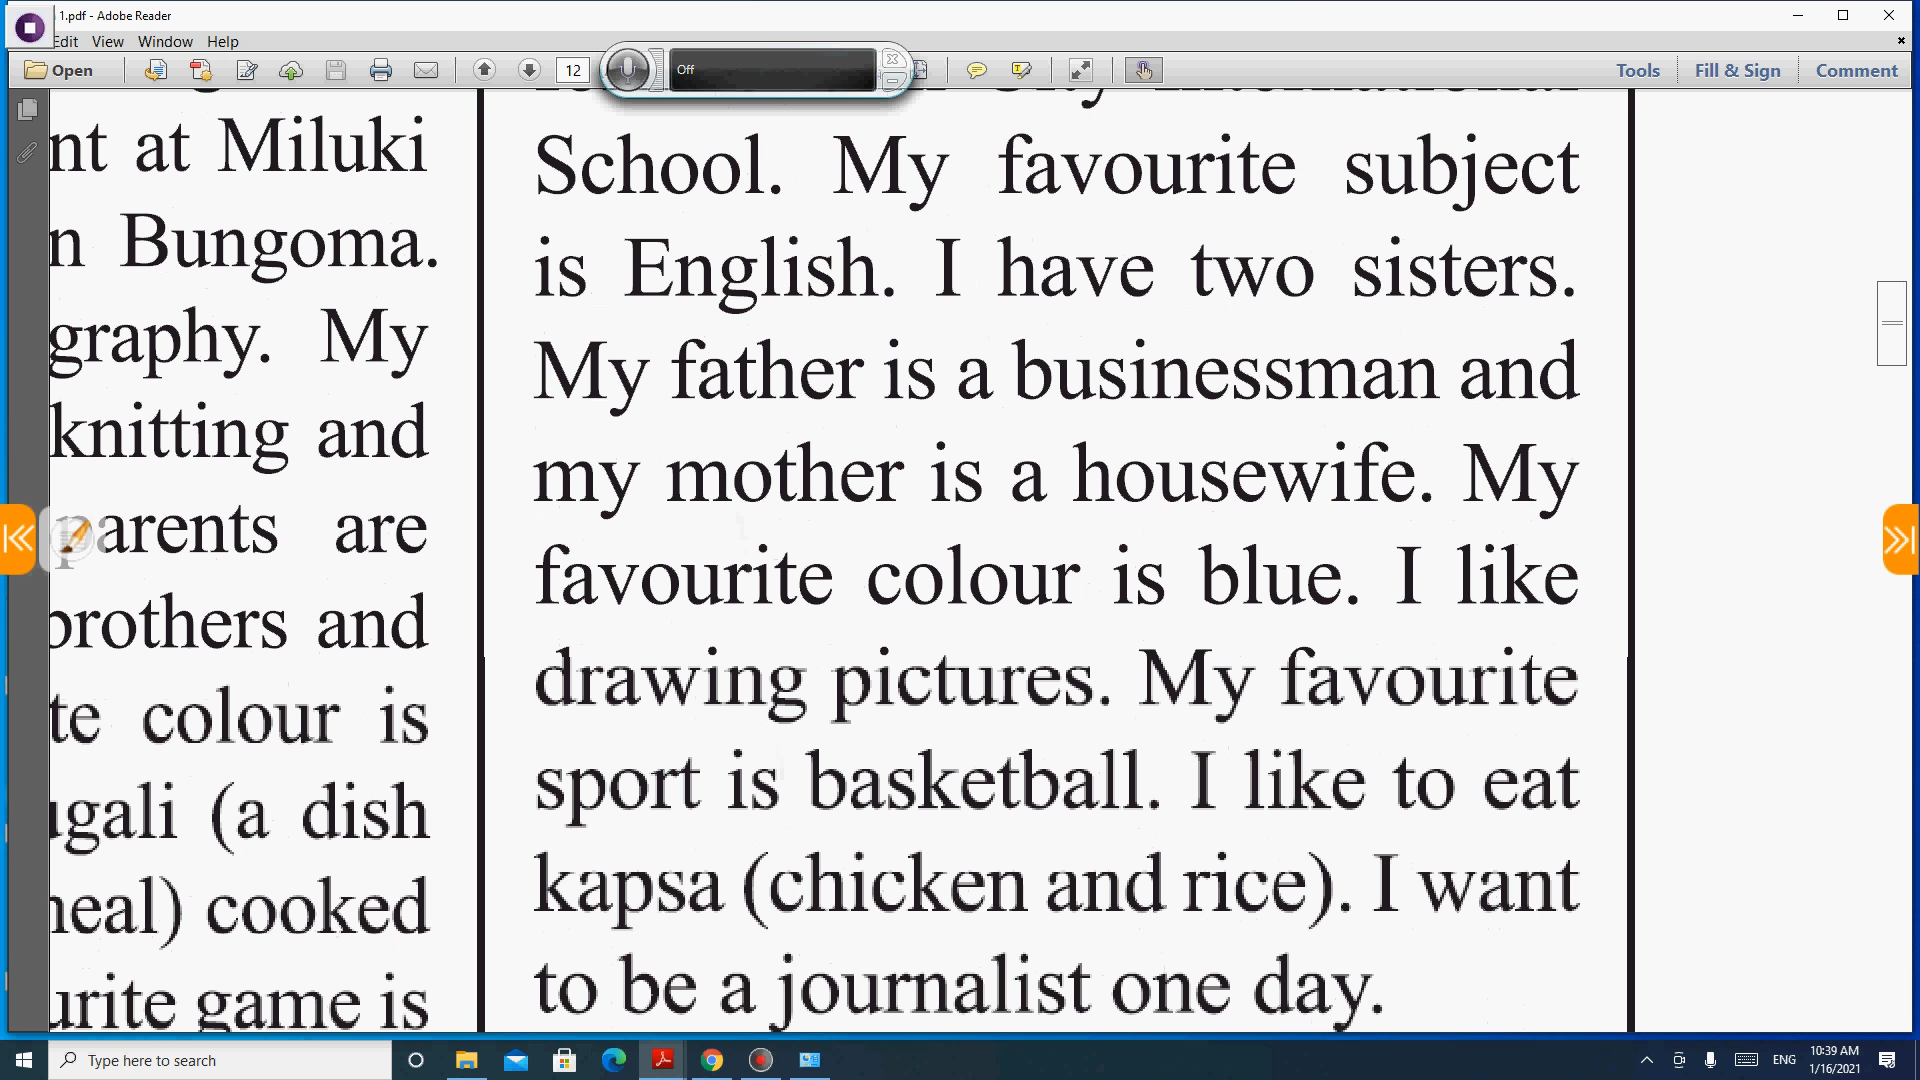 1.pdf - Adobe Reader
Edit View Window Help
Open
12
Off
Tools Fill & Sign Comment
nt at Miluki
n Bungoma.
graphy. My
knitting and
parents are
brothers and
te colour is
ugali (a dish
neal) cooked
urite game is
City International
School. My favourite subject
is English. I have two sisters.
My father is a businessman and
my mother is a housewife. My
favourite colour is blue. I like
drawing pictures. My favourite
sport is basketball. I like to eat
kapsa (chicken and rice). I want
to be a journalist one day.
Type here to search
ENG
10:39 AM
1/16/2021